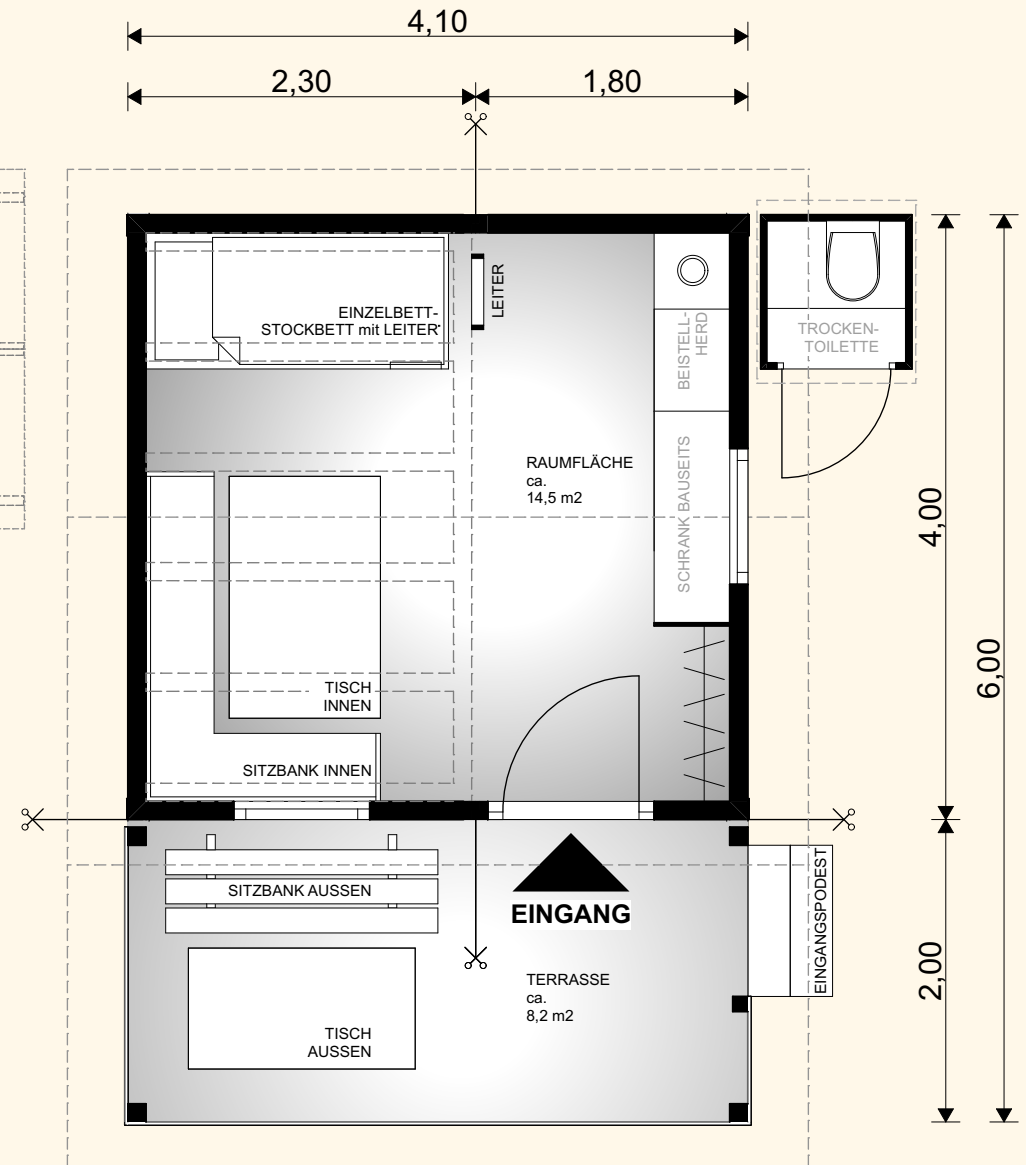 4,10
2,30
1,80
EINZELBETT-
STOCKBETT mit LEITER
LEITER
BEISTELL-
HERD
TROCKEN-
TOILETTE
RAUMFLÄCHE
ca.
14,5 m2
SCHRANK BAUSEITS
4,00
6,00
TISCH
INNEN
SITZBANK INNEN
SITZBANK AUSSEN
EINGANG
EINGANGSPODEST
TERRASSE
ca.
8,2 m2
2,00
TISCH
AUSSEN